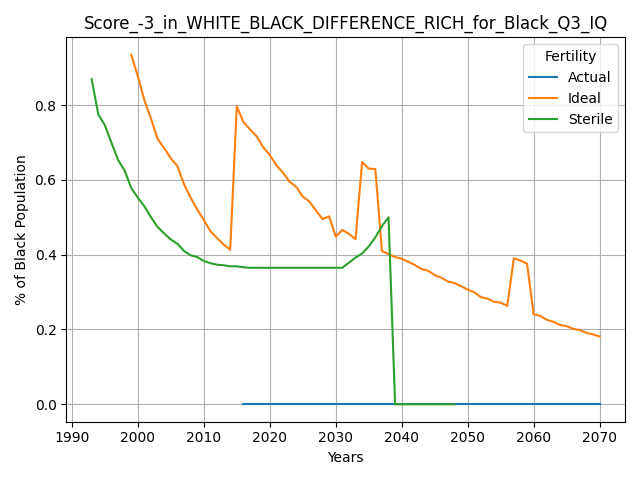 Score_-3_in_WHITE_BLACK_DIFFERENCE_RICH_for_Black_Q3_IQ
Fertility
Actual
Ideal
Sterile
% of Black Population
0.8
0.6
0.4
0.2
0.0
1990 2000 2010 2020 2030 2040 2050 2060 2070
Years